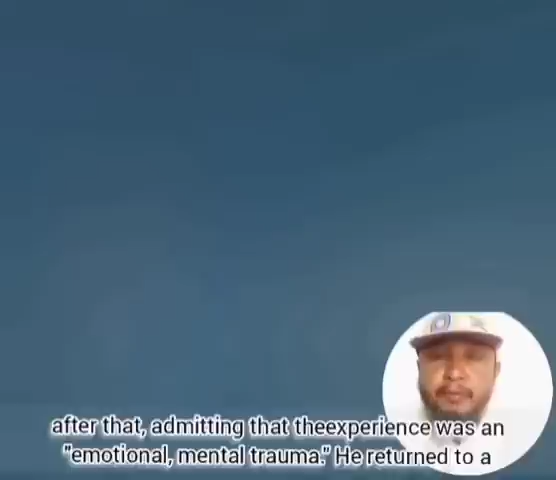 after that, admitting that theexperience was an
"emotional, mental trauma." He returned to a